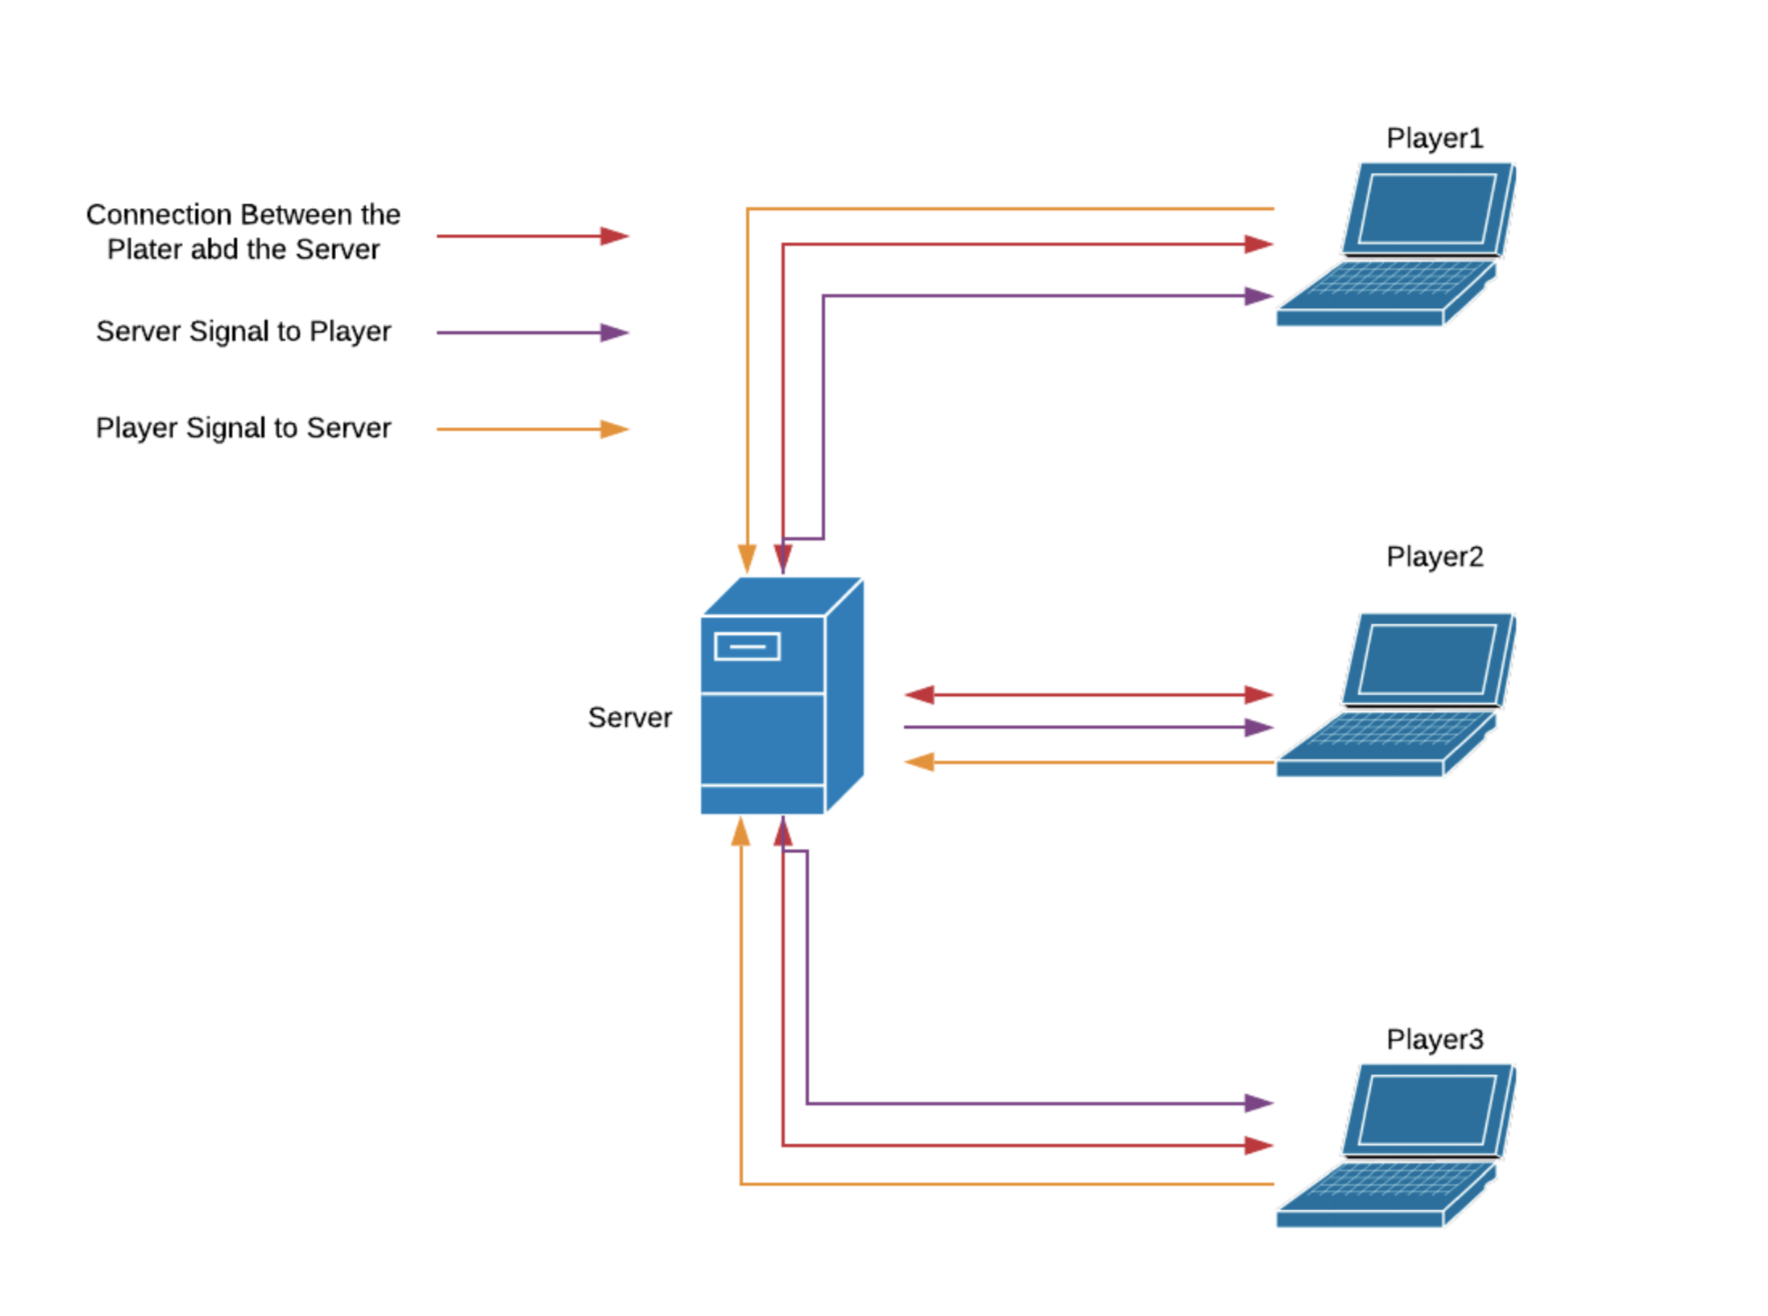 Player1
Connection Between the
Plater abd the Server
Server Signal to Player
Player Signal to Server
Player2
Server
Player3